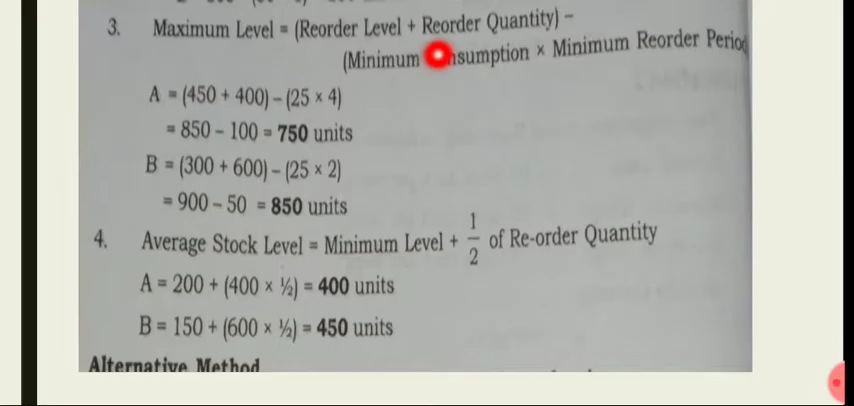 3. Maximum Level = (Reorder Level + Reorder Quantity) –
(Minimum nsumption × Minimum Reorder Period
A = (450 + 400) – (25 × 4)
= 850 – 100 = 750 units
B = (300 + 600) – (25 × 2)
= 900 – 50 = 850 units
4. Average Stock Level = Minimum Level + 1/2 of Re-order Quantity
A = 200 + (400 × ½) = 400 units
B = 150 + (600 × ½) = 450 units
Alternative Method